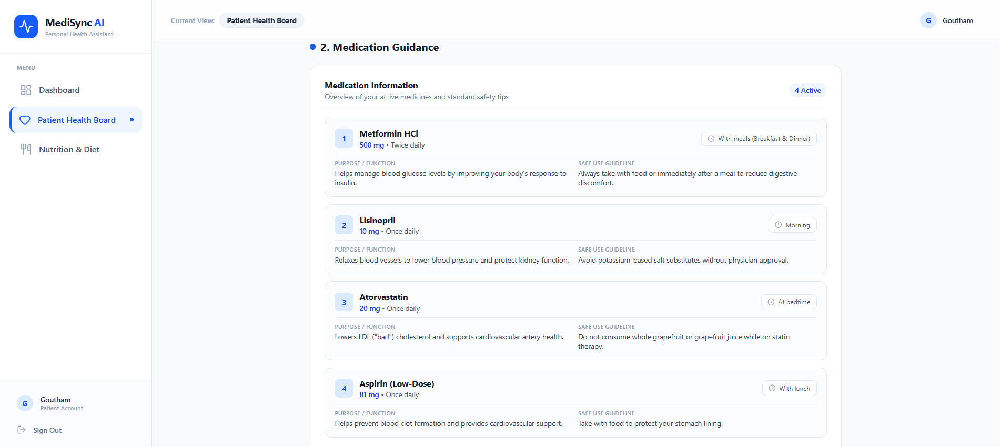 MediSync AI
Personal Health Assistant
MENU
Dashboard
Patient Health Board
Nutrition & Diet
G
Goutham
Patient Account
Sign Out
Current View:
Patient Health Board
G
Goutham
2. Medication Guidance
Medication Information
Overview of your active medicines and standard safety tips
4 Active
1
Metformin HCl
500 mg • Twice daily
With meals (Breakfast & Dinner)
PURPOSE / FUNCTION
Helps manage blood glucose levels by improving your body's response to
insulin.
SAFE USE GUIDELINE
Always take with food or immediately after a meal to reduce digestive
discomfort.
2
Lisinopril
10 mg • Once daily
Morning
PURPOSE / FUNCTION
Relaxes blood vessels to lower blood pressure and protect kidney function.
SAFE USE GUIDELINE
Avoid potassium-based salt substitutes without physician approval.
3
Atorvastatin
20 mg • Once daily
At bedtime
PURPOSE / FUNCTION
Lowers LDL ("bad") cholesterol and supports cardiovascular artery health.
SAFE USE GUIDELINE
Do not consume whole grapefruit or grapefruit juice while on statin
therapy.
4
Aspirin (Low-Dose)
81 mg • Once daily
With lunch
PURPOSE / FUNCTION
Helps prevent blood clot formation and provides cardiovascular support.
SAFE USE GUIDELINE
Take with food to protect your stomach lining.